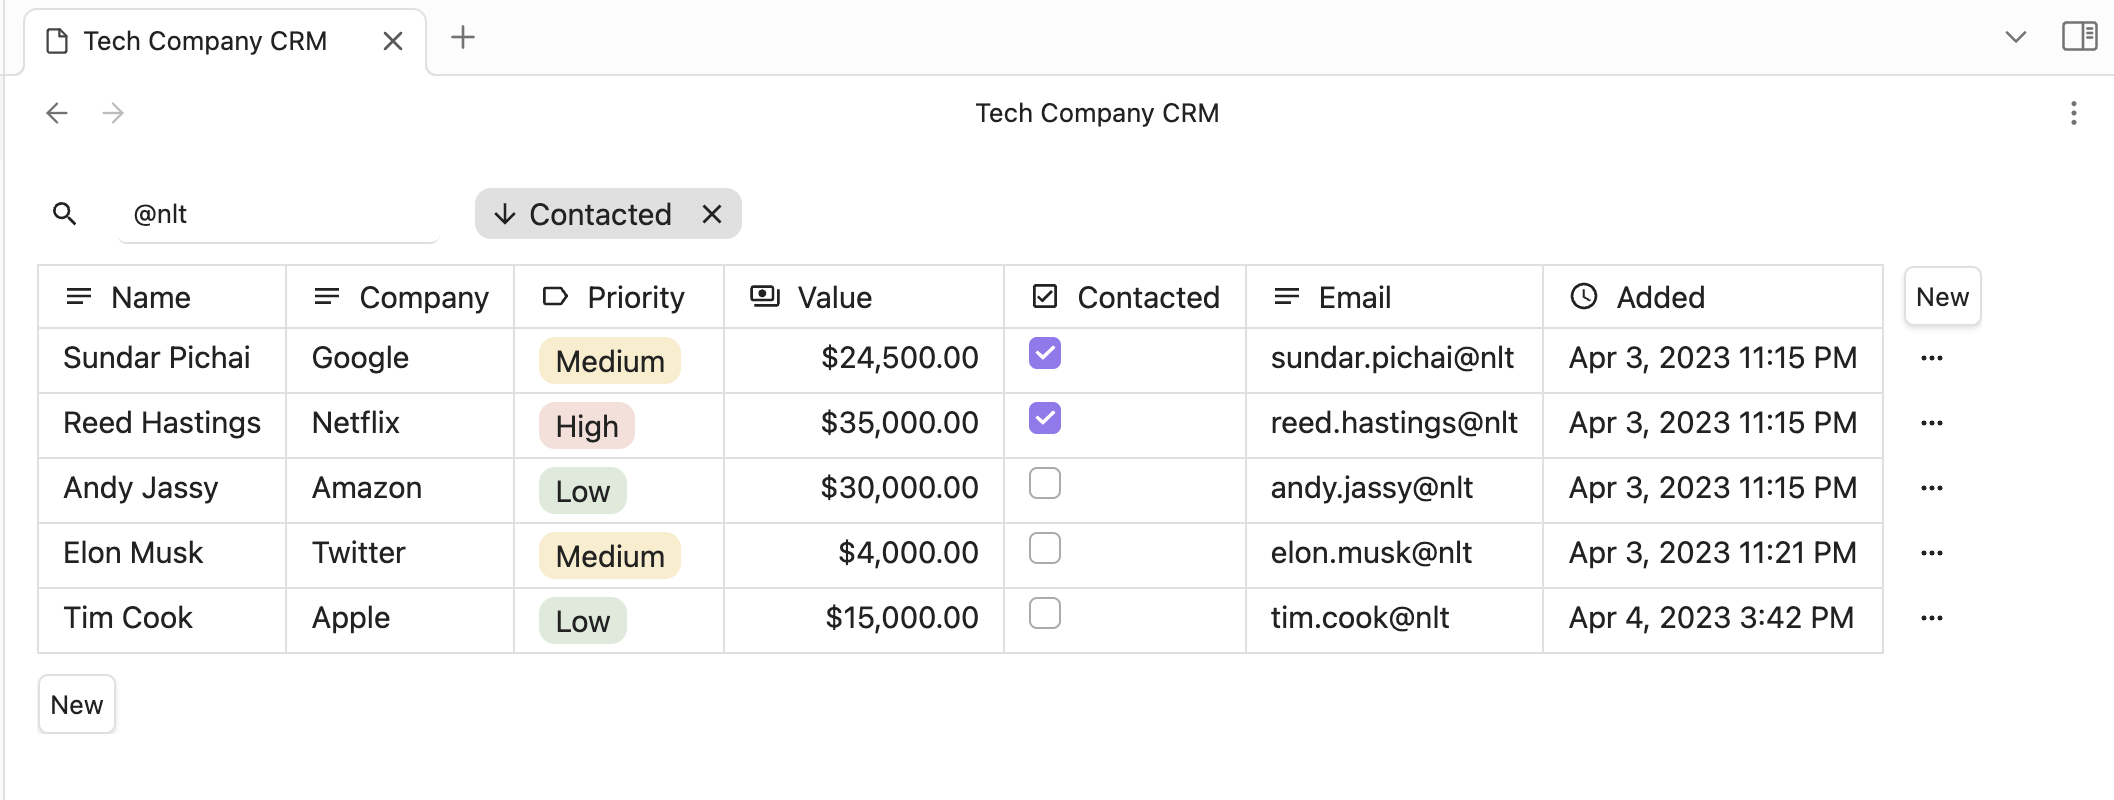 Tech Company CRM
Tech Company CRM
@nlt
Contacted
Name Company Priority Value Contacted Email Added New
Sundar Pichai Google Medium $24,500.00 sundar.pichai@nlt Apr 3, 2023 11:15 PM
Reed Hastings Netflix High $35,000.00 reed.hastings@nlt Apr 3, 2023 11:15 PM
Andy Jassy Amazon Low $30,000.00 andy.jassy@nlt Apr 3, 2023 11:15 PM
Elon Musk Twitter Medium $4,000.00 elon.musk@nlt Apr 3, 2023 11:21 PM
Tim Cook Apple Low $15,000.00 tim.cook@nlt Apr 4, 2023 3:42 PM
New